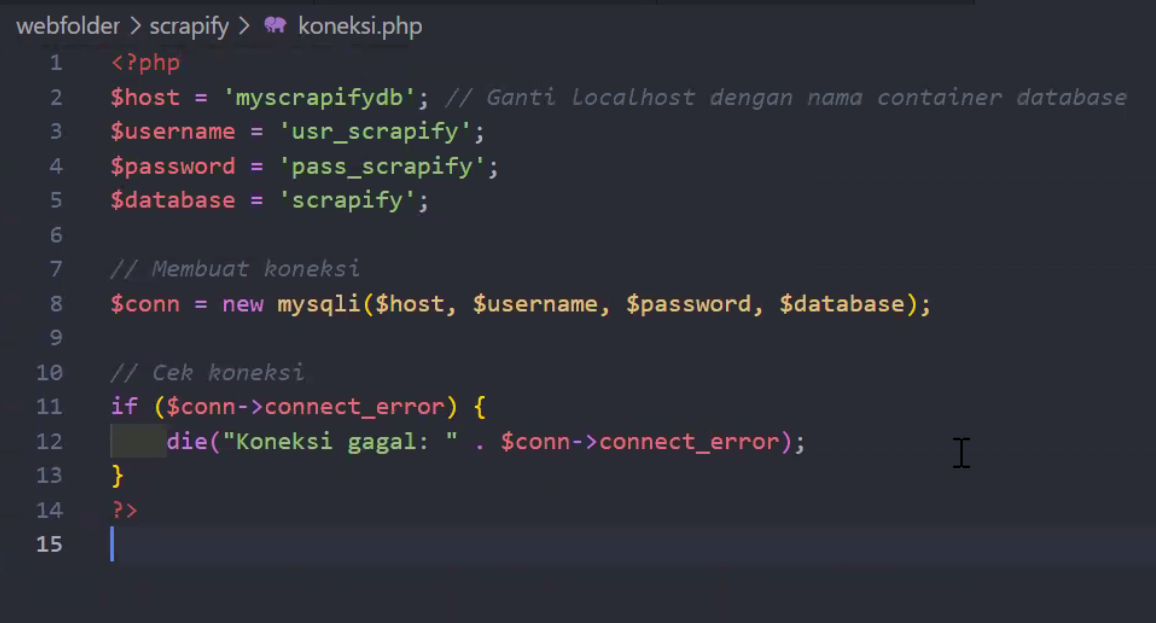 webfolder > scrapify > koneksi.php
1 <?php
2 $host = 'myscrapifydb'; // Ganti localhost dengan nama container database
3 $username = 'usr_scrapify';
4 $password = 'pass_scrapify';
5 $database = 'scrapify';
6
7 // Membuat koneksi
8 $conn = new mysqli($host, $username, $password, $database);
9
10 // Cek koneksi
11 if ($conn->connect_error) {
12 die("Koneksi gagal: " . $conn->connect_error);
13 }
14 ?>
15